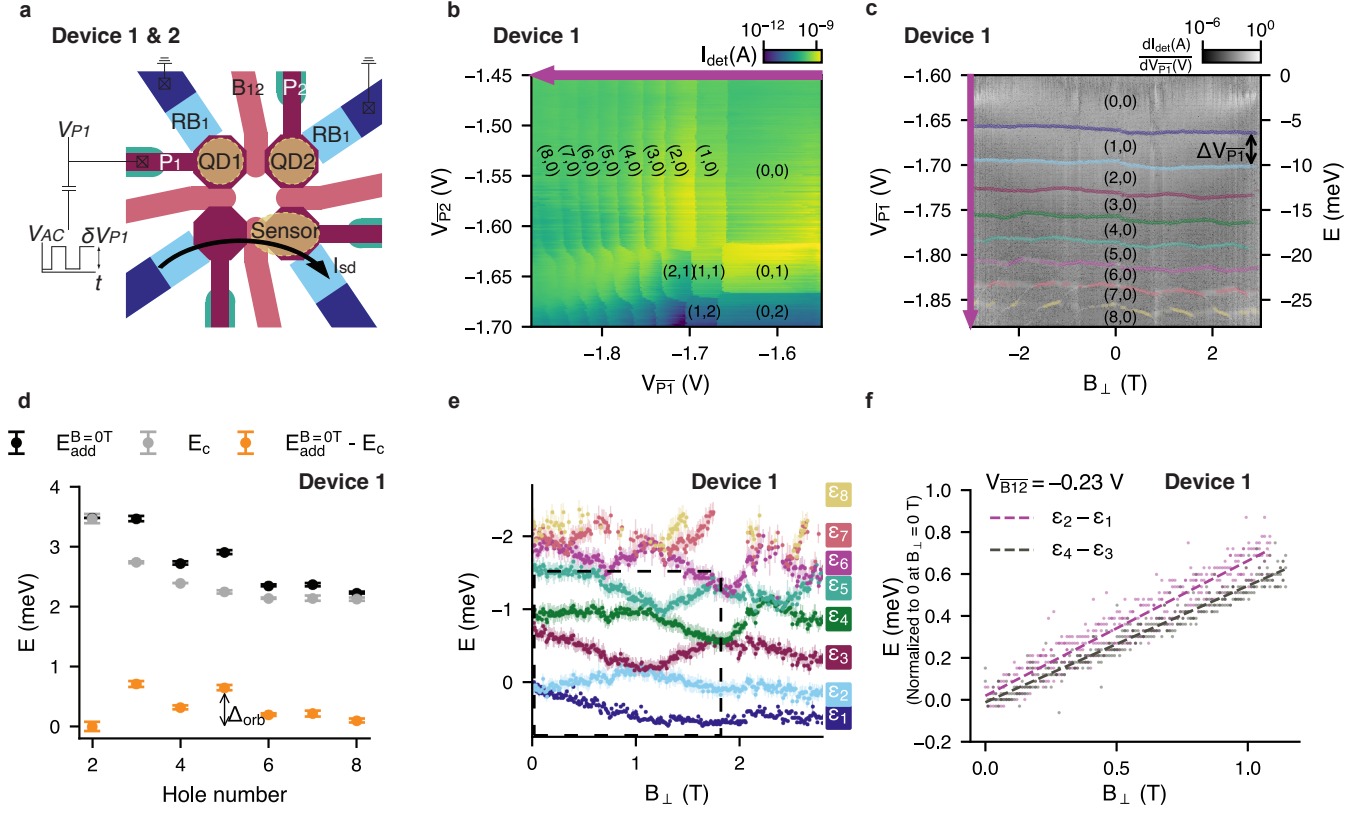 a
Device 1 & 2
B12
P2
RB1
RB1
VP1
P1
QD1
QD2
VAC
δVP1
t
Sensor
Isd
b
Device 1
10⁻¹² 10⁻⁹
Idet(A)
−1.45
−1.50
−1.55
−1.60
−1.65
−1.70
VP2 (V)
(8,0)
(7,0)
(6,0)
(5,0)
(4,0)
(3,0)
(2,0)
(1,0)
(0,0)
(2,1)
(1,1)
(0,1)
(1,2)
(0,2)
−1.8 −1.7 −1.6
VP1 (V)
c
Device 1
10⁻⁶ 10⁰
dIdet(A)
dVP1(V)
−1.60
−1.65
−1.70
−1.75
−1.80
−1.85
VP1 (V)
(0,0)
(1,0)
(2,0)
(3,0)
(4,0)
(5,0)
(6,0)
(7,0)
(8,0)
ΔVP1
0
−5
−10
−15
−20
−25
E (meV)
−2 0 2
B⊥ (T)
d
E_add^B=0T
Ec
E_add^B=0T - Ec
Device 1
4
3
2
1
0
E (meV)
Δorb
2 4 6 8
Hole number
e
Device 1
−2
−1
0
E (meV)
ε8
ε7
ε6
ε5
ε4
ε3
ε2
ε1
0 1 2
B⊥ (T)
f
VB12 = −0.23 V
Device 1
ε2 − ε1
ε4 − ε3
1.0
0.8
0.6
0.4
0.2
0.0
−0.2
E (meV)
(Normalized to 0 at B⊥ = 0 T)
0.0 0.5 1.0
B⊥ (T)